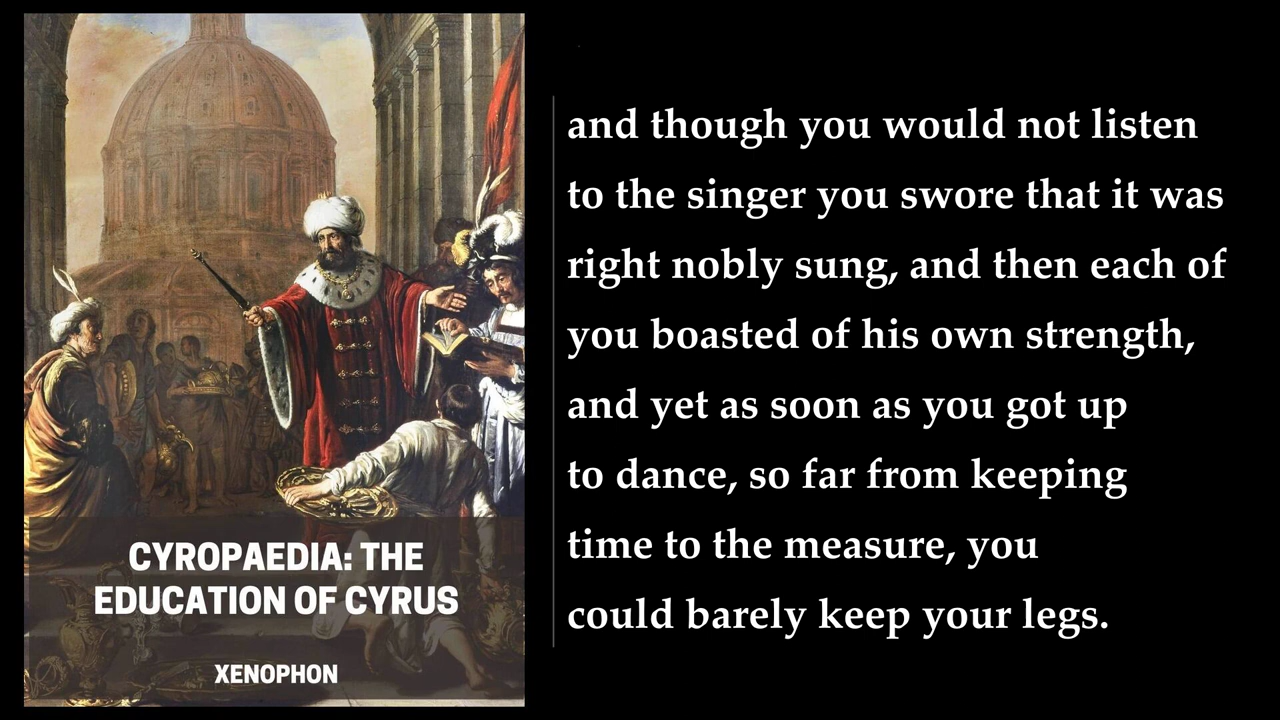 CYROPAEDIA: THE
EDUCATION OF CYRUS
XENOPHON
and though you would not listen
to the singer you swore that it was
right nobly sung, and then each of
you boasted of his own strength,
and yet as soon as you got up
to dance, so far from keeping
time to the measure, you
could barely keep your legs.